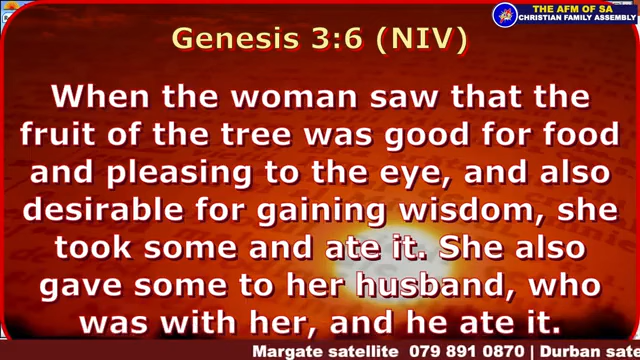 THE AFM OF SA
CHRISTIAN FAMILY ASSEMBLY
Genesis 3:6 (NIV)
When the woman saw that the
fruit of the tree was good for food
and pleasing to the eye, and also
desirable for gaining wisdom, she
took some and ate it. She also
gave some to her husband, who
was with her, and he ate it.
Margate satellite 079 891 0870 | Durban sate